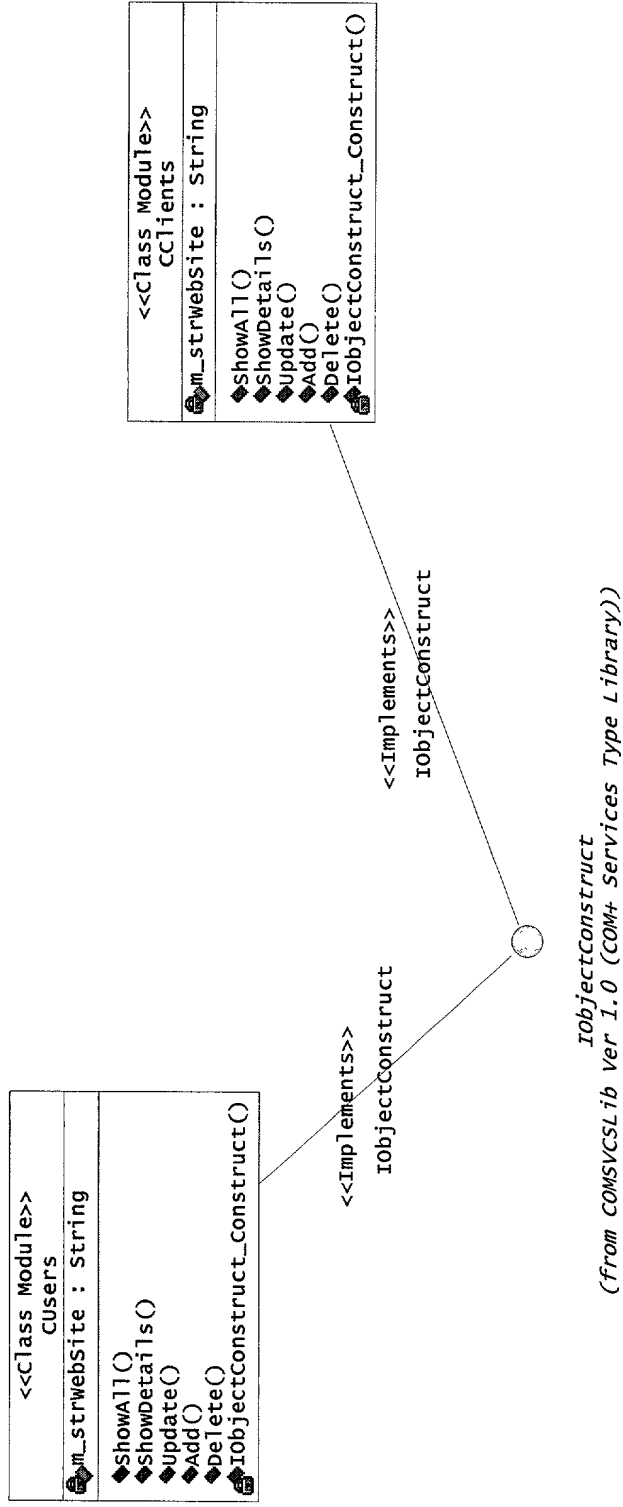 <<Class Module>>
CUsers
m_strWebSite : String
ShowAll()
ShowDetails()
Update()
Add()
Delete()
IObjectConstruct_Construct()
<<Implements>>
IObjectConstruct
<<Class Module>>
CClients
m_strWebSite : String
ShowAll()
ShowDetails()
Update()
Add()
Delete()
IObjectConstruct_Construct()
<<Implements>>
IObjectConstruct
IObjectConstruct
(from COMSVCSLib Ver 1.0 (COM+ Services Type Library))